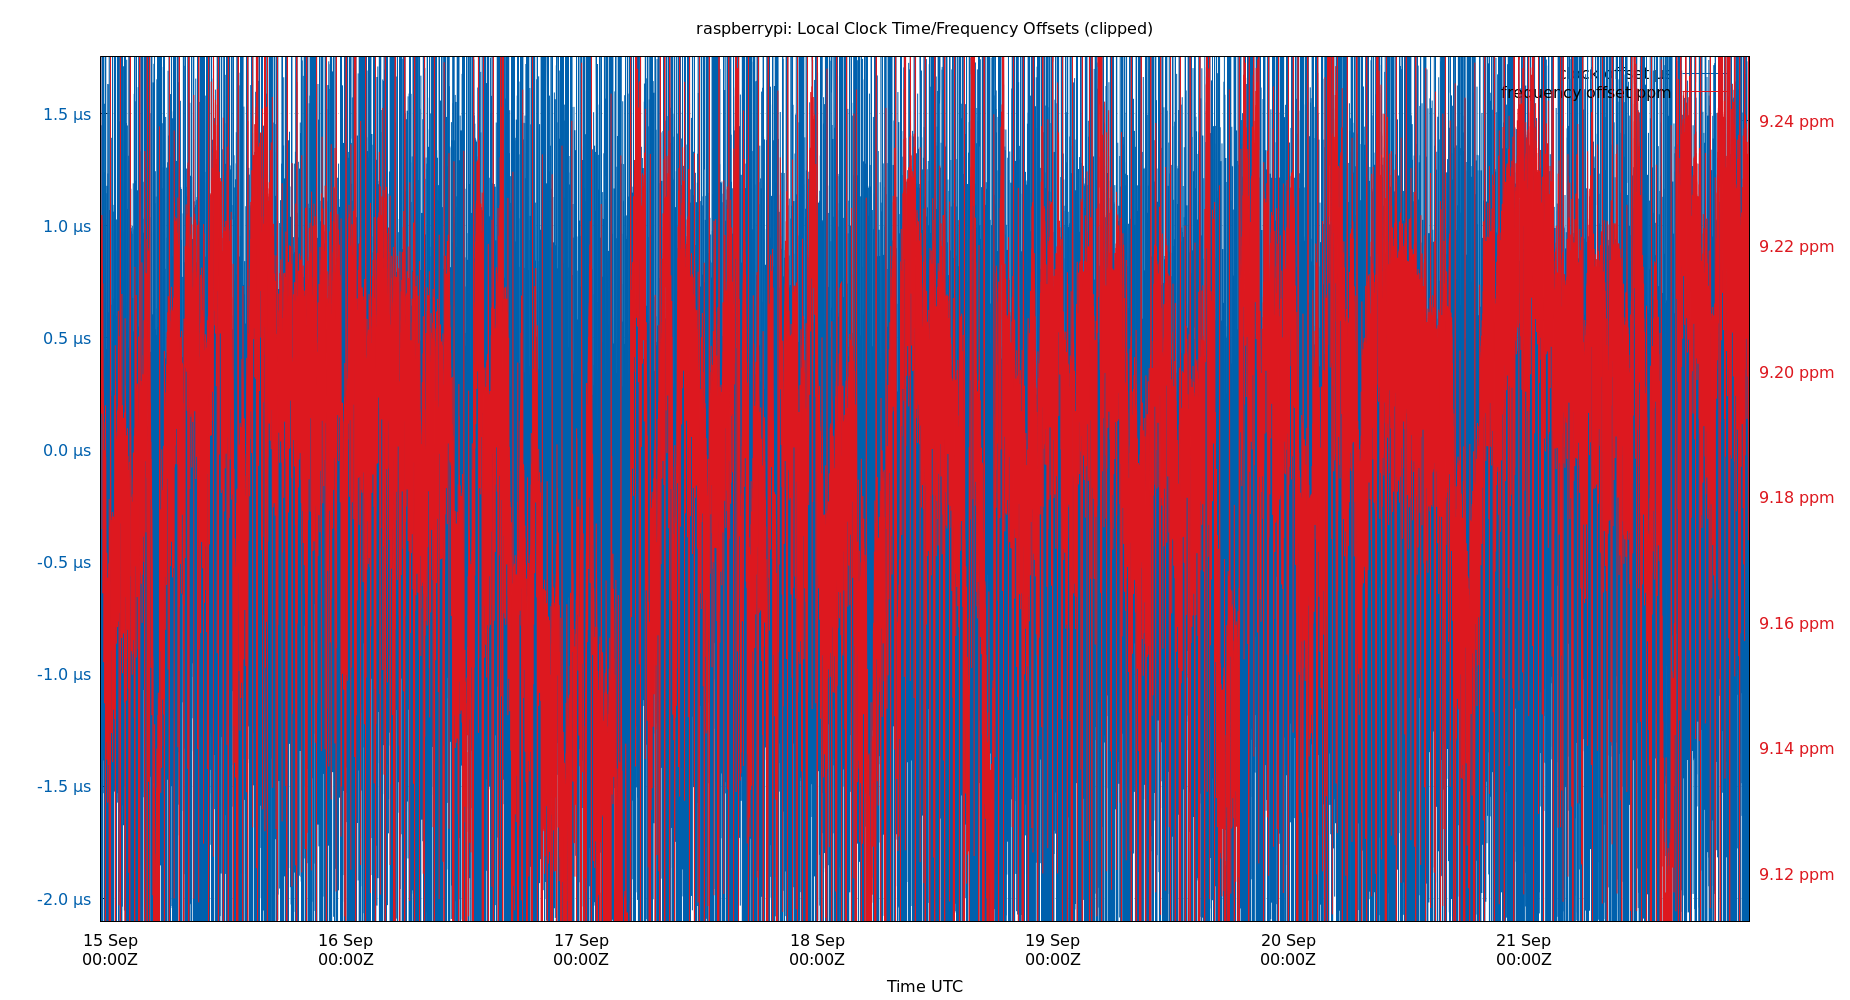 raspberrypi: Local Clock Time/Frequency Offsets (clipped)
clock offset µs
frequency offset ppm
1.5 µs
1.0 µs
0.5 µs
0.0 µs
-0.5 µs
-1.0 µs
-1.5 µs
-2.0 µs
9.24 ppm
9.22 ppm
9.20 ppm
9.18 ppm
9.16 ppm
9.14 ppm
9.12 ppm
15 Sep
00:00Z
16 Sep
00:00Z
17 Sep
00:00Z
18 Sep
00:00Z
19 Sep
00:00Z
20 Sep
00:00Z
21 Sep
00:00Z
Time UTC